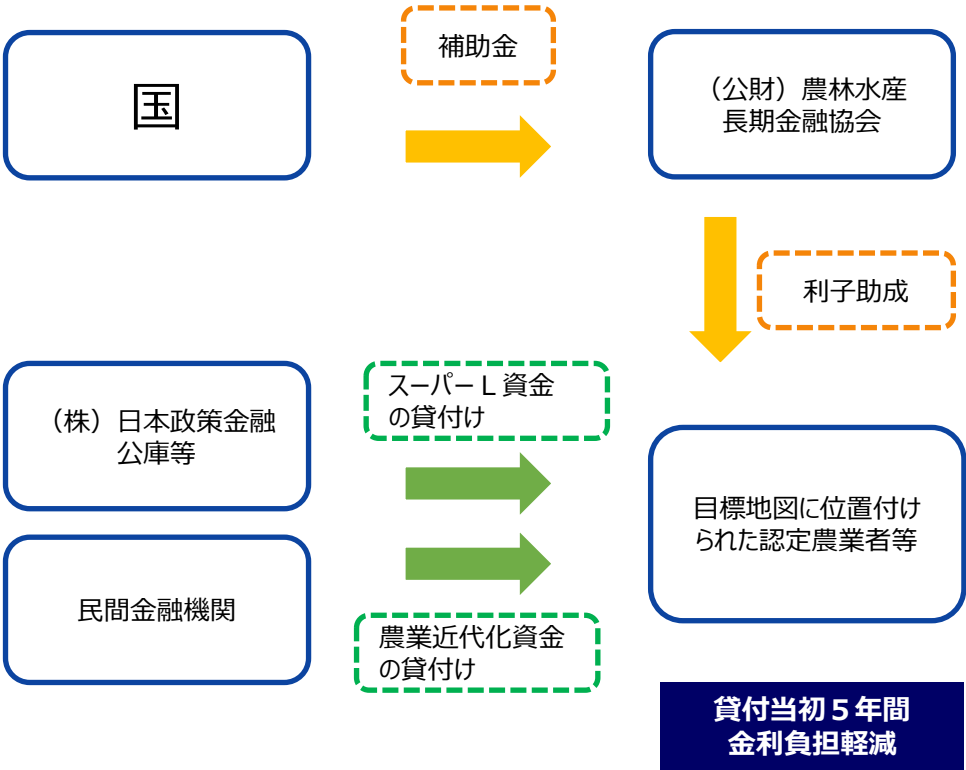 国
補助金
（公財）農林水産
長期金融協会
利子助成
（株）日本政策金融
公庫等
スーパーＬ資金
の貸付け
目標地図に位置付け
られた認定農業者等
民間金融機関
農業近代化資金
の貸付け
貸付当初５年間
金利負担軽減